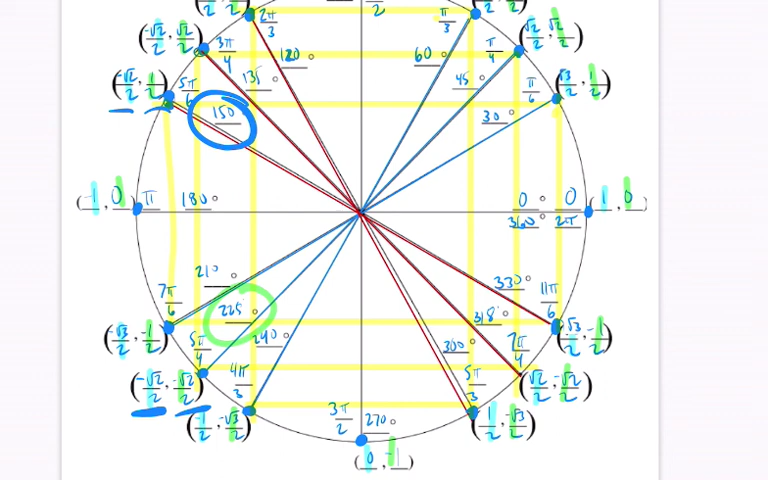 2π/3
π/3
(-√2/2, √2/2)
3π/4
120°
60°
π/4
(√2/2, √2/2)
(-√3/2, 1/2)
5π/6
135°
45°
π/6
(√3/2, 1/2)
150
30°
(-1, 0) π 180°
0° 0 (1, 0)
360° 2π
210°
7π/6
330°
11π/6
225°
318°
(-√3/2, -1/2)
5π/4
240°
300°
7π/4
(√3/2, -1/2)
(-√2/2, -√2/2)
4π/3
5π/3
(√2/2, -√2/2)
(-1/2, -√3/2)
3π/2 270°
(1/2, -√3/2)
(0, -1)